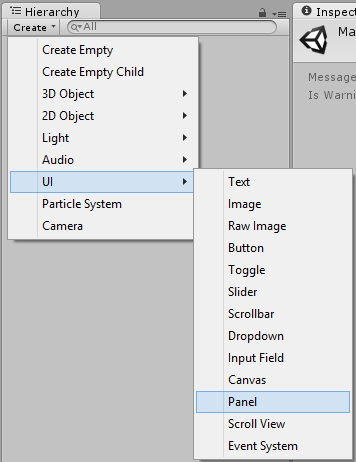 Hierarchy
Inspect
Create
All
Ma
Create Empty
Create Empty Child
3D Object
2D Object
Light
Audio
UI
Particle System
Camera
Message
Is Warni
Text
Image
Raw Image
Button
Toggle
Slider
Scrollbar
Dropdown
Input Field
Canvas
Panel
Scroll View
Event System